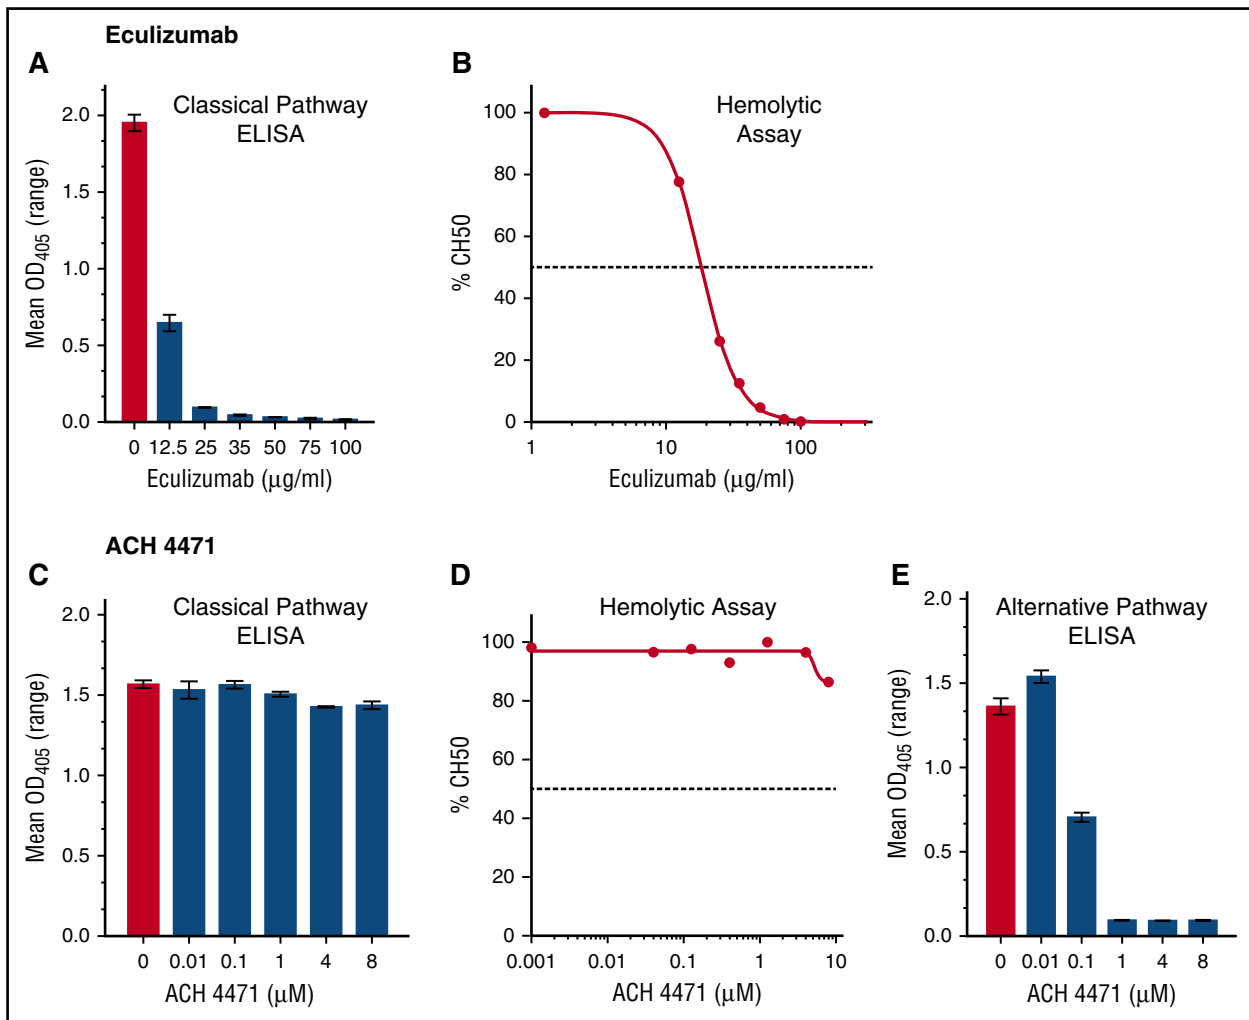 Eculizumab
A
Classical Pathway
ELISA
Mean OD405 (range)
2.0
1.5
1.0
0.5
0.0
0 12.5 25 35 50 75 100
Eculizumab (μg/ml)
B
Hemolytic
Assay
% CH50
100
80
60
40
20
0
1 10 100
Eculizumab (μg/ml)
ACH 4471
C
Classical Pathway
ELISA
Mean OD405 (range)
2.0
1.5
1.0
0.5
0.0
0 0.01 0.1 1 4 8
ACH 4471 (μM)
D
Hemolytic Assay
% CH50
100
80
60
40
20
0
0.001 0.01 0.1 1 10
ACH 4471 (μM)
E
Alternative Pathway
ELISA
Mean OD405 (range)
2.0
1.5
1.0
0.5
0.0
0 0.01 0.1 1 4 8
ACH 4471 (μM)